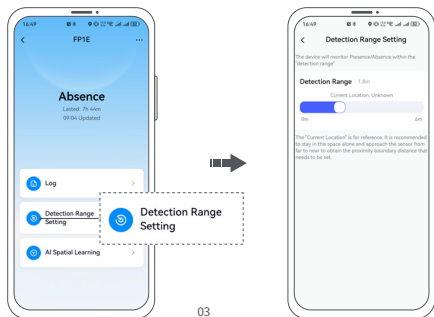 16:49
FP1E
Absence
Lasted: 7h 44m
09:04 Updated
Log
Detection Range
Setting
AI Spatial Learning
Detection Range
Setting
16:49
Detection Range Setting
The device will monitor Presence/Absence within the
"detection range".
Detection Range · 1.8m
Current Location: Unknown
0m
6m
The "Current Location" is for reference. It is recommended
to stay in this space alone and approach the sensor from
far to near to obtain the proximity boundary distance that
needs to be set.
03